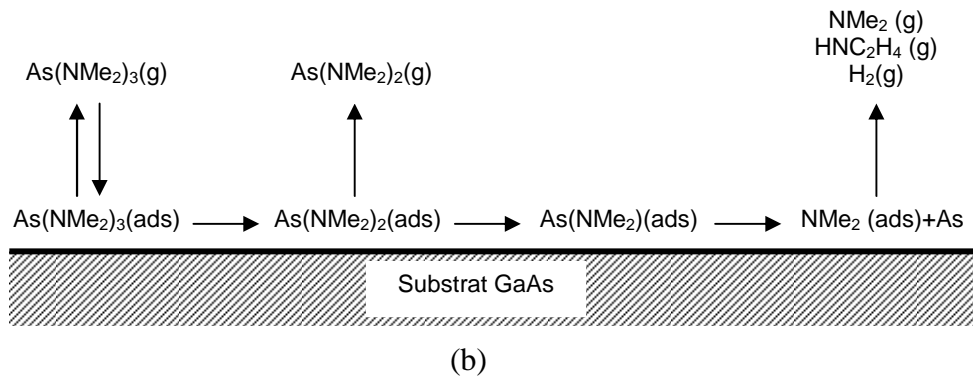 NMe₂ (g)
HNC₂H₄ (g)
As(NMe₂)₃(g) As(NMe₂)₂(g) H₂(g)
As(NMe₂)₃(ads) As(NMe₂)₂(ads) As(NMe₂)(ads) NMe₂ (ads)+As
Substrat GaAs
(b)